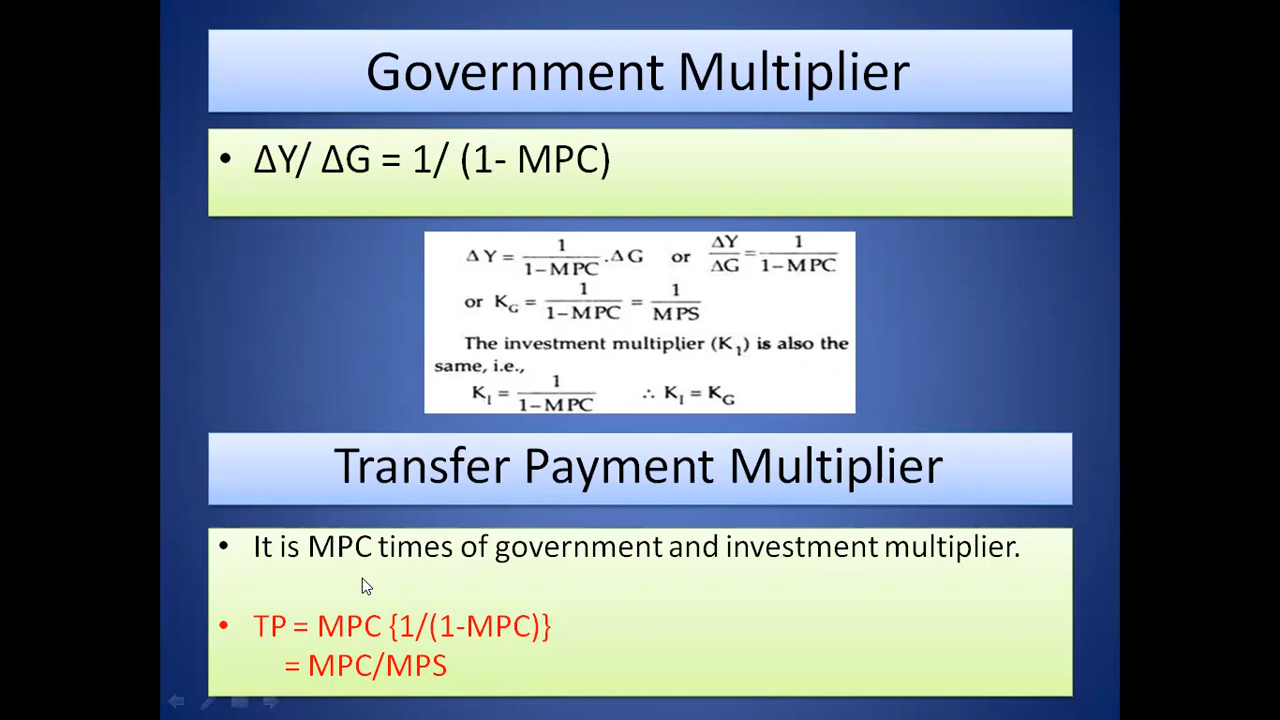 Government Multiplier
• ΔY/ ΔG = 1/ (1- MPC)
Δ Y = 1/(1–MPC) .Δ G or ΔY/ΔG = 1/(1–MPC)
or K_G = 1/(1–MPC) = 1/MPS
The investment multiplier (K_I) is also the
same, i.e.,
K_I = 1/(1–MPC) ∴ K_I = K_G
Transfer Payment Multiplier
• It is MPC times of government and investment multiplier.
• TP = MPC {1/(1-MPC)}
= MPC/MPS